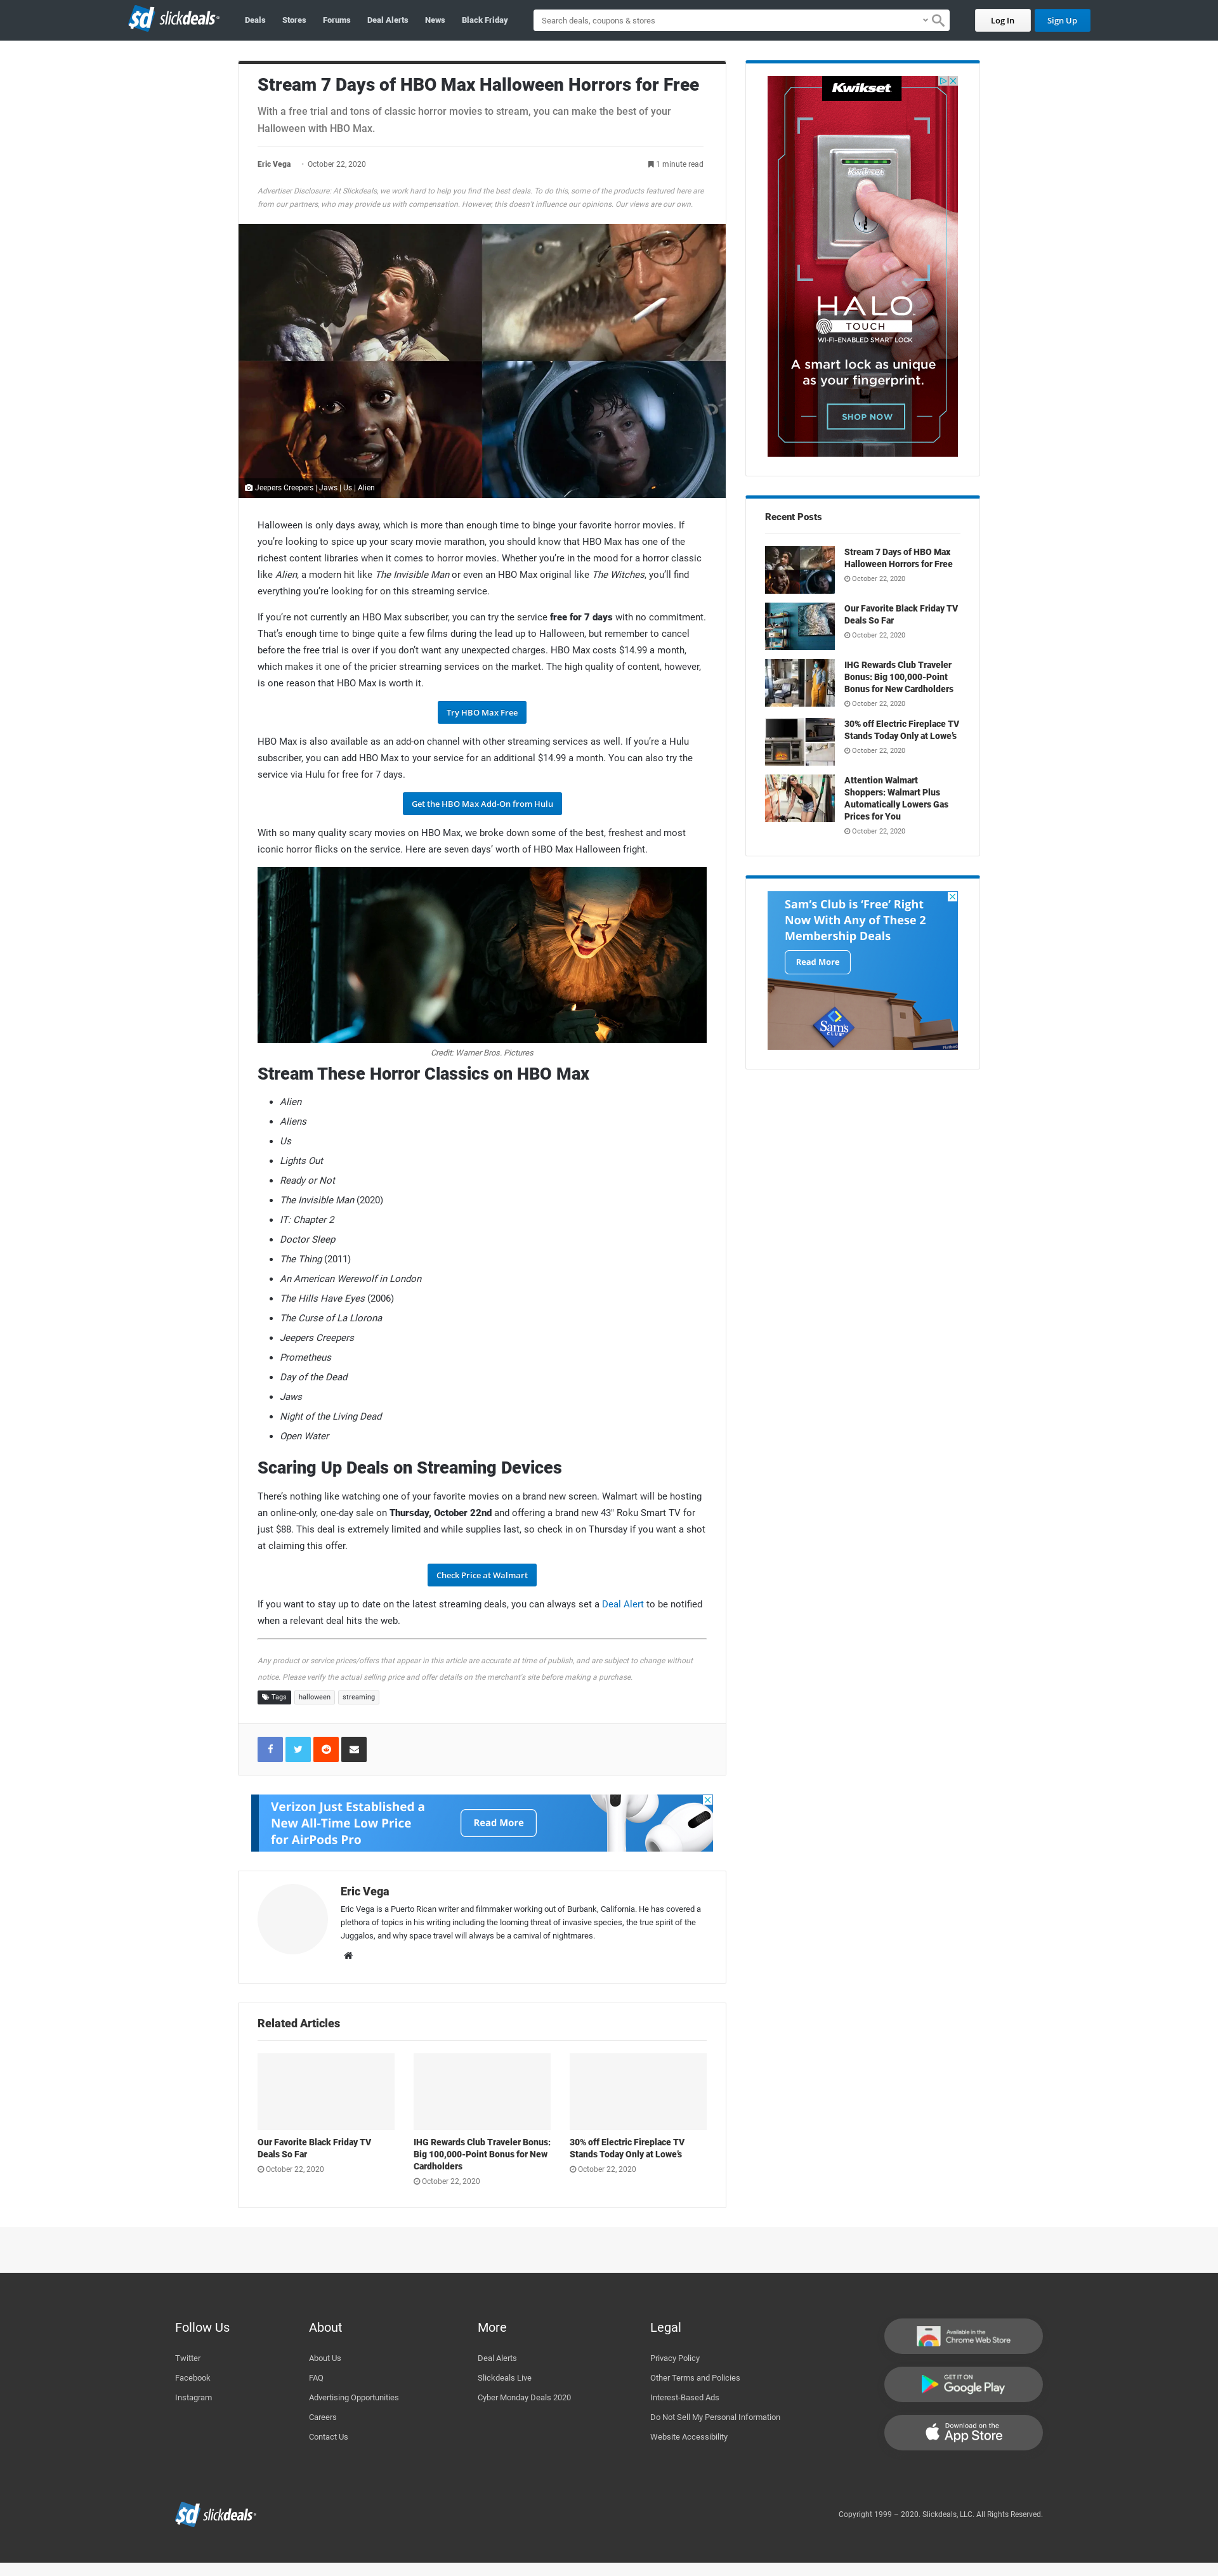 sd slickdeals
Deals Stores Forums Deal Alerts News Black Friday
Search deals, coupons & stores
Log In
Sign Up
Stream 7 Days of HBO Max Halloween Horrors for Free
With a free trial and tons of classic horror movies to stream, you can make the best of your
Halloween with HBO Max.
Eric Vega · October 22, 2020
1 minute read
Advertiser Disclosure: At Slickdeals, we work hard to help you find the best deals. To do this, some of the products featured here are
from our partners, who may provide us with compensation. However, this doesn't influence our opinions. Our views are our own.
Jeepers Creepers | Jaws | Us | Alien
Halloween is only days away, which is more than enough time to binge your favorite horror movies. If
you're looking to spice up your scary movie marathon, you should know that HBO Max has one of the
richest content libraries when it comes to horror movies. Whether you're in the mood for a horror classic
like Alien, a modern hit like The Invisible Man or even an HBO Max original like The Witches, you'll find
everything you're looking for on this streaming service.
If you're not currently an HBO Max subscriber, you can try the service free for 7 days with no commitment.
That's enough time to binge quite a few films during the lead up to Halloween, but remember to cancel
before the free trial is over if you don't want any unexpected charges. HBO Max costs $14.99 a month,
which makes it one of the pricier streaming services on the market. The high quality of content, however,
is one reason that HBO Max is worth it.
Try HBO Max Free
HBO Max is also available as an add-on channel with other streaming services as well. If you're a Hulu
subscriber, you can add HBO Max to your service for an additional $14.99 a month. You can also try the
service via Hulu for free for 7 days.
Get the HBO Max Add-On from Hulu
With so many quality scary movies on HBO Max, we broke down some of the best, freshest and most
iconic horror flicks on the service. Here are seven days' worth of HBO Max Halloween fright.
Credit: Warner Bros. Pictures
Stream These Horror Classics on HBO Max
• Alien
• Aliens
• Us
• Lights Out
• Ready or Not
• The Invisible Man (2020)
• IT: Chapter 2
• Doctor Sleep
• The Thing (2011)
• An American Werewolf in London
• The Hills Have Eyes (2006)
• The Curse of La Llorona
• Jeepers Creepers
• Prometheus
• Day of the Dead
• Jaws
• Night of the Living Dead
• Open Water
Scaring Up Deals on Streaming Devices
There's nothing like watching one of your favorite movies on a brand new screen. Walmart will be hosting
an online-only, one-day sale on Thursday, October 22nd and offering a brand new 43" Roku Smart TV for
just $88. This deal is extremely limited and while supplies last, so check in on Thursday if you want a shot
at claiming this offer.
Check Price at Walmart
If you want to stay up to date on the latest streaming deals, you can always set a Deal Alert to be notified
when a relevant deal hits the web.
Any product or service prices/offers that appear in this article are accurate at time of publish, and are subject to change without
notice. Please verify the actual selling price and offer details on the merchant's site before making a purchase.
Tags halloween streaming
Verizon Just Established a
New All-Time Low Price
for AirPods Pro
Read More
Eric Vega
Eric Vega is a Puerto Rican writer and filmmaker working out of Burbank, California. He has covered a
plethora of topics in his writing including the looming threat of invasive species, the true spirit of the
Juggalos, and why space travel will always be a carnival of nightmares.
Related Articles
Our Favorite Black Friday TV
Deals So Far
October 22, 2020
IHG Rewards Club Traveler Bonus:
Big 100,000-Point Bonus for New
Cardholders
October 22, 2020
30% off Electric Fireplace TV
Stands Today Only at Lowe's
October 22, 2020
Kwikset
Kwikset
HALO
TOUCH
WI-FI-ENABLED SMART LOCK
A smart lock as unique
as your fingerprint.
SHOP NOW
Recent Posts
Stream 7 Days of HBO Max
Halloween Horrors for Free
October 22, 2020
Our Favorite Black Friday TV
Deals So Far
October 22, 2020
IHG Rewards Club Traveler
Bonus: Big 100,000-Point
Bonus for New Cardholders
October 22, 2020
30% off Electric Fireplace TV
Stands Today Only at Lowe's
October 22, 2020
Attention Walmart
Shoppers: Walmart Plus
Automatically Lowers Gas
Prices for You
October 22, 2020
Sam's Club is 'Free' Right
Now With Any of These 2
Membership Deals
Read More
Sam's
CLUB
Follow Us
Twitter
Facebook
Instagram
About
About Us
FAQ
Advertising Opportunities
Careers
Contact Us
More
Deal Alerts
Slickdeals Live
Cyber Monday Deals 2020
Legal
Privacy Policy
Other Terms and Policies
Interest-Based Ads
Do Not Sell My Personal Information
Website Accessibility
Available in the
Chrome Web Store
GET IT ON
Google Play
Download on the
App Store
sd slickdeals
Copyright 1999 – 2020. Slickdeals, LLC. All Rights Reserved.